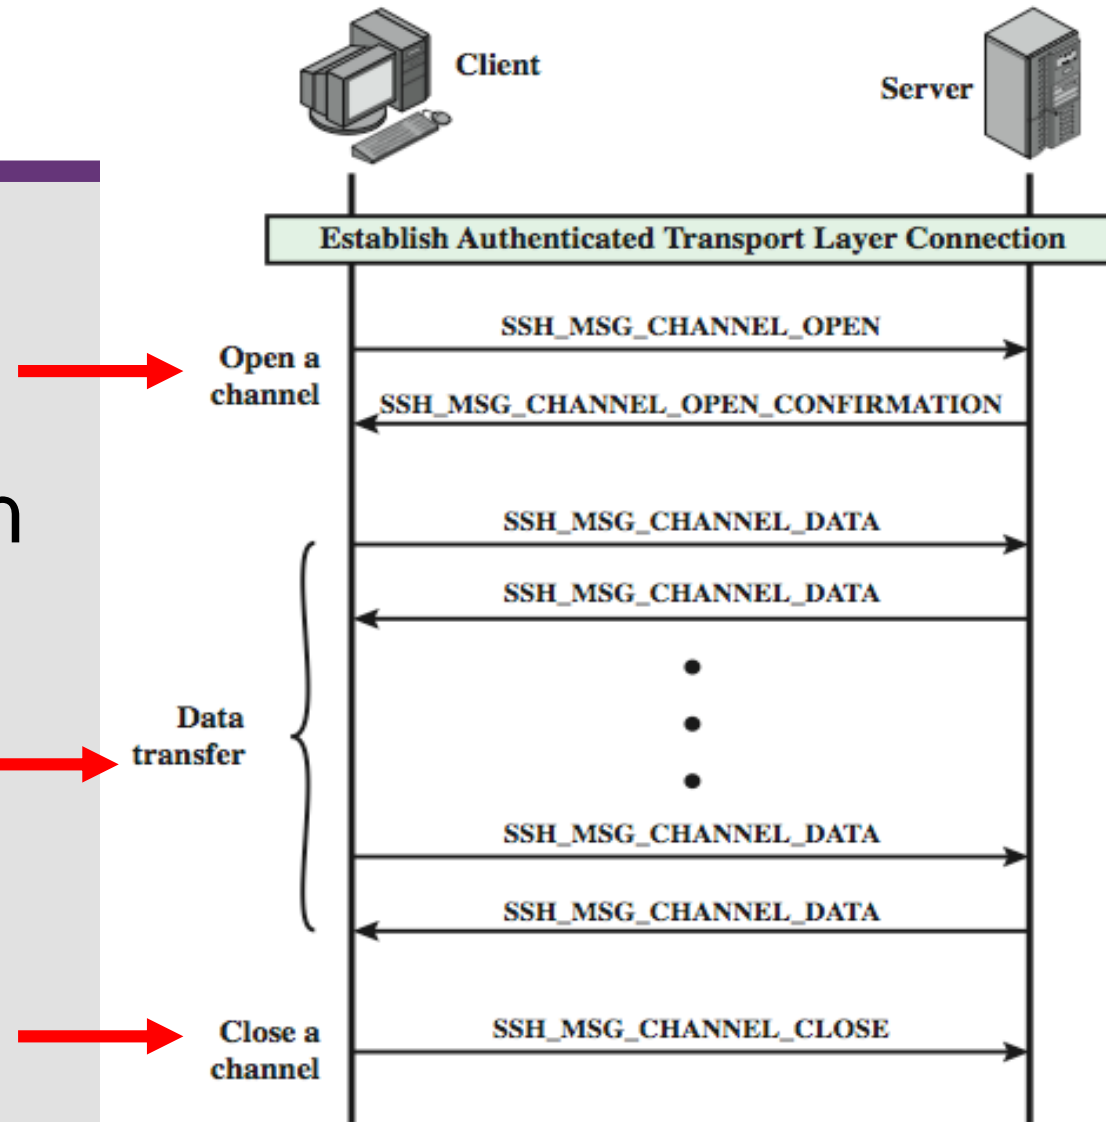 Client
Server
Establish Authenticated Transport Layer Connection
SSH_MSG_CHANNEL_OPEN
Open a
channel
SSH_MSG_CHANNEL_OPEN_CONFIRMATION
n
SSH_MSG_CHANNEL_DATA
SSH_MSG_CHANNEL_DATA
Data
transfer
SSH_MSG_CHANNEL_DATA
SSH_MSG_CHANNEL_DATA
Close a
channel
SSH_MSG_CHANNEL_CLOSE